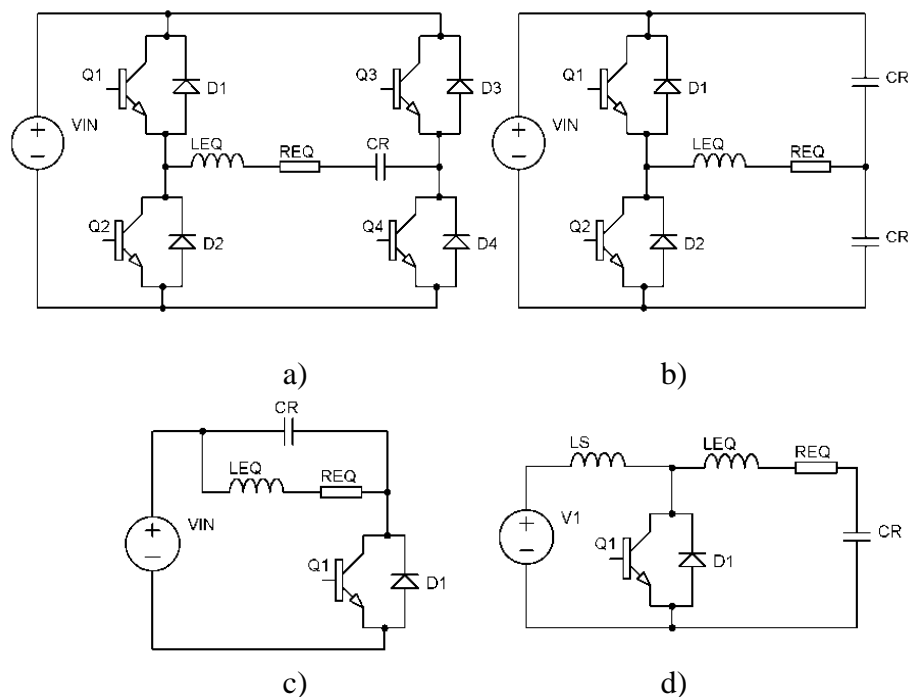 Q1
D1
Q3
D3
VIN
LEQ
REQ
CR
Q2
D2
Q4
D4
a)
Q1
D1
CR
VIN
LEQ
REQ
Q2
D2
CR
b)
CR
LEQ
REQ
VIN
Q1
D1
c)
LS
LEQ
REQ
V1
Q1
D1
CR
d)